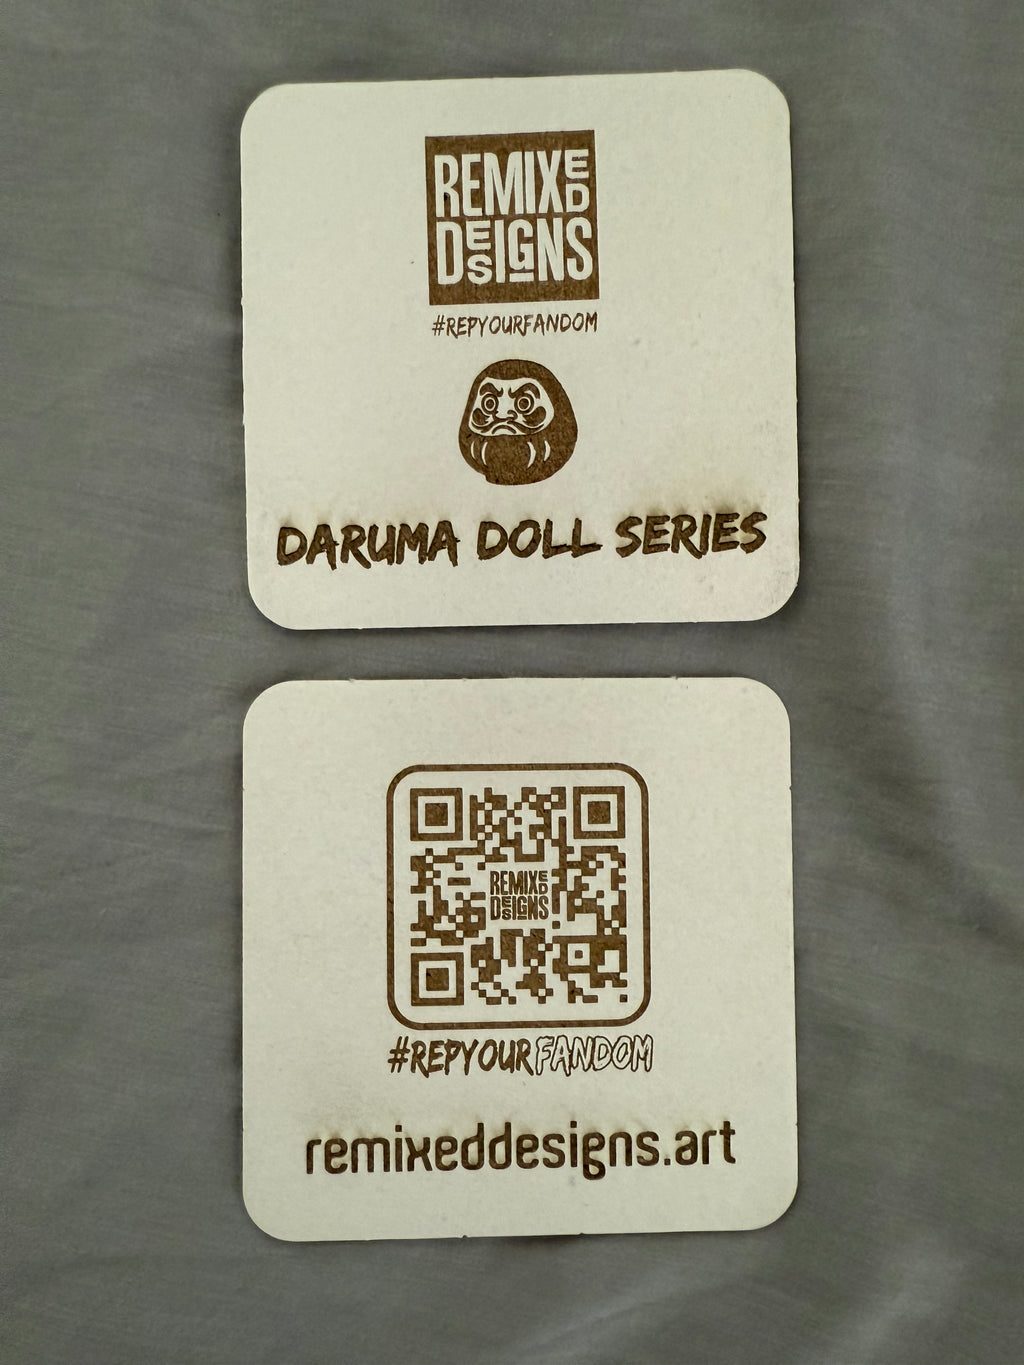 REMIXED
DESIGNS
#REPYOURFANDOM
DARUMA DOLL SERIES
REMIXED
DESIGNS
#REPYOURFANDOM
remixeddesigns.art